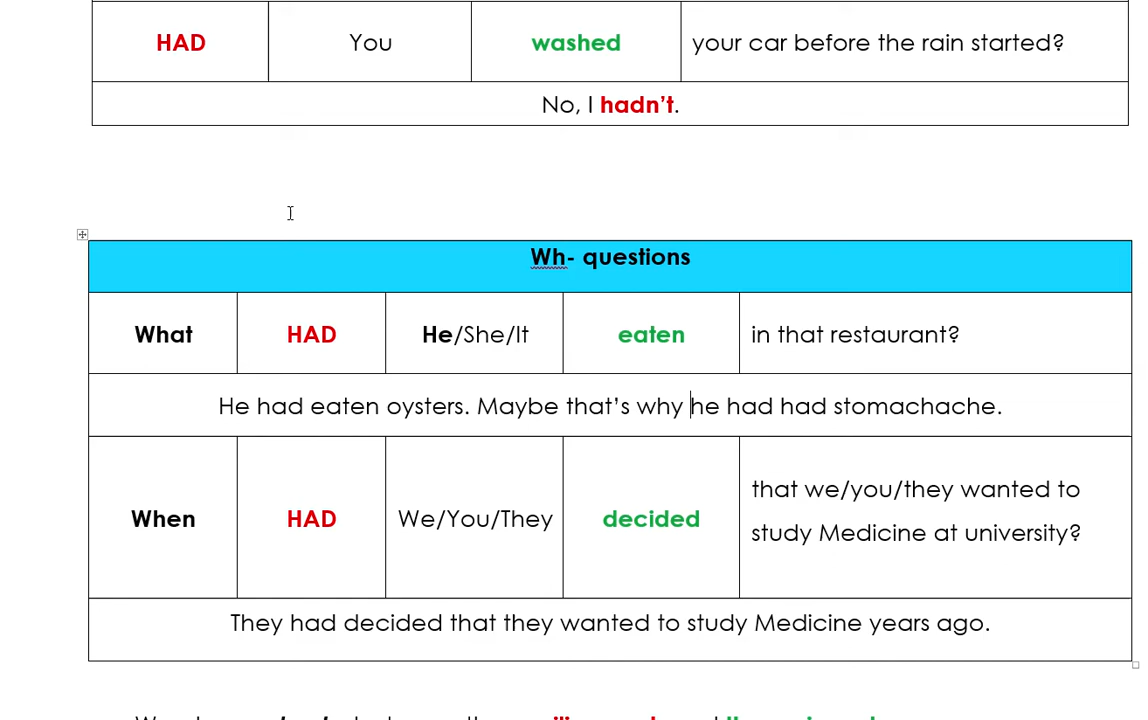 HAD You washed your car before the rain started?
No, I hadn’t.
Wh- questions
What HAD He/She/It eaten in that restaurant?
He had eaten oysters. Maybe that’s why he had had stomachache.
When HAD We/You/They decided that we/you/they wanted to
study Medicine at university?
They had decided that they wanted to study Medicine years ago.